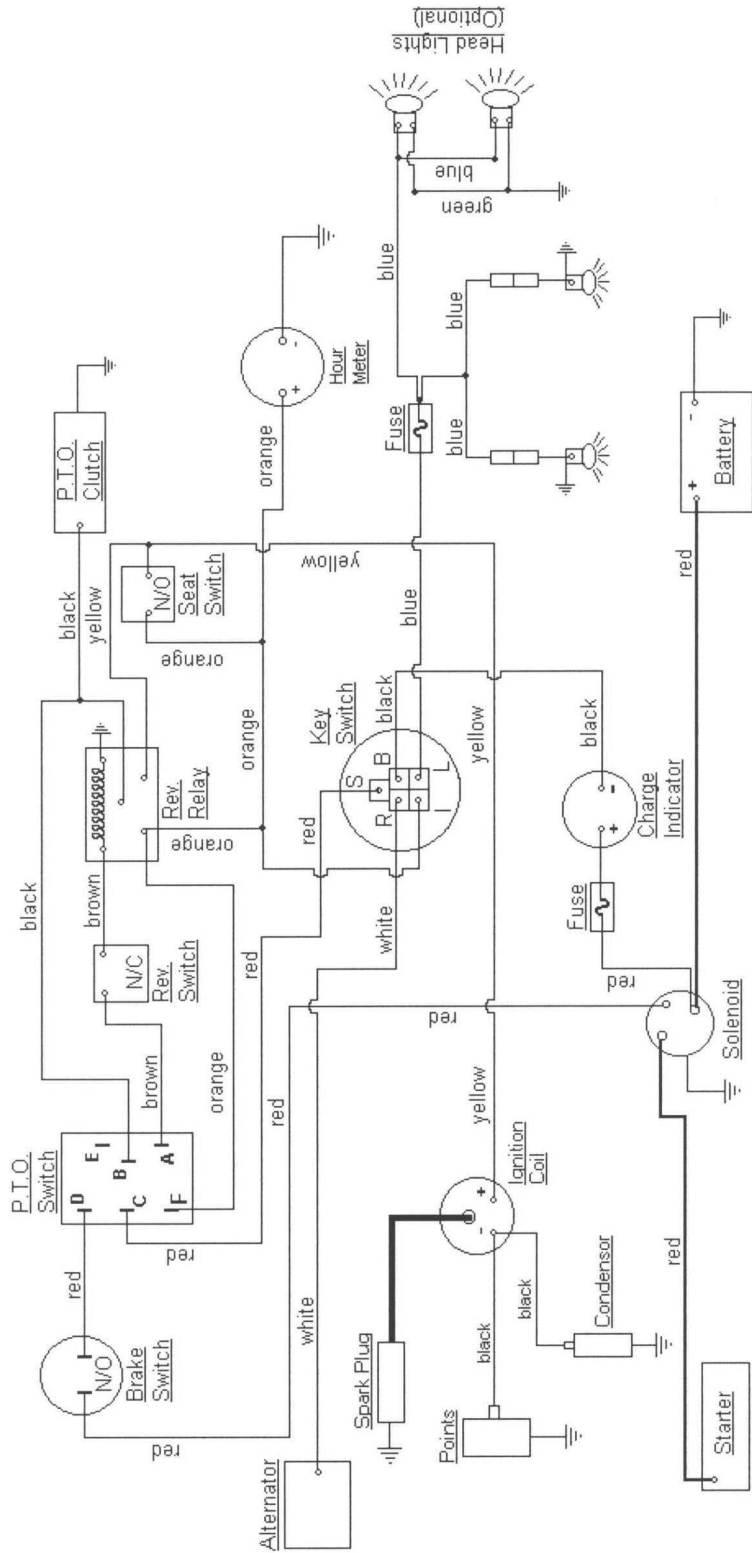 Head Lights
(Optional)
blue
green
blue
Hour
Meter
+
-
P.T.O.
Clutch
black
yellow
orange
N/O
Seat
Switch
yellow
orange
Fuse
blue
blue
blue
Battery
+
-
red
Rev.
Relay
orange
orange
Key
Switch
S
R
B
I
L
black
blue
yellow
black
Charge
Indicator
+
-
Fuse
red
black
brown
N/C
Rev.
Switch
red
white
red
Solenoid
P.T.O.
Switch
D
E
C
B
F
A
brown
orange
red
red
yellow
Ignition
Coil
+
-
red
N/O
Brake
Switch
red
white
Spark Plug
black
black
Condensor
Points
red
Alternator
Starter